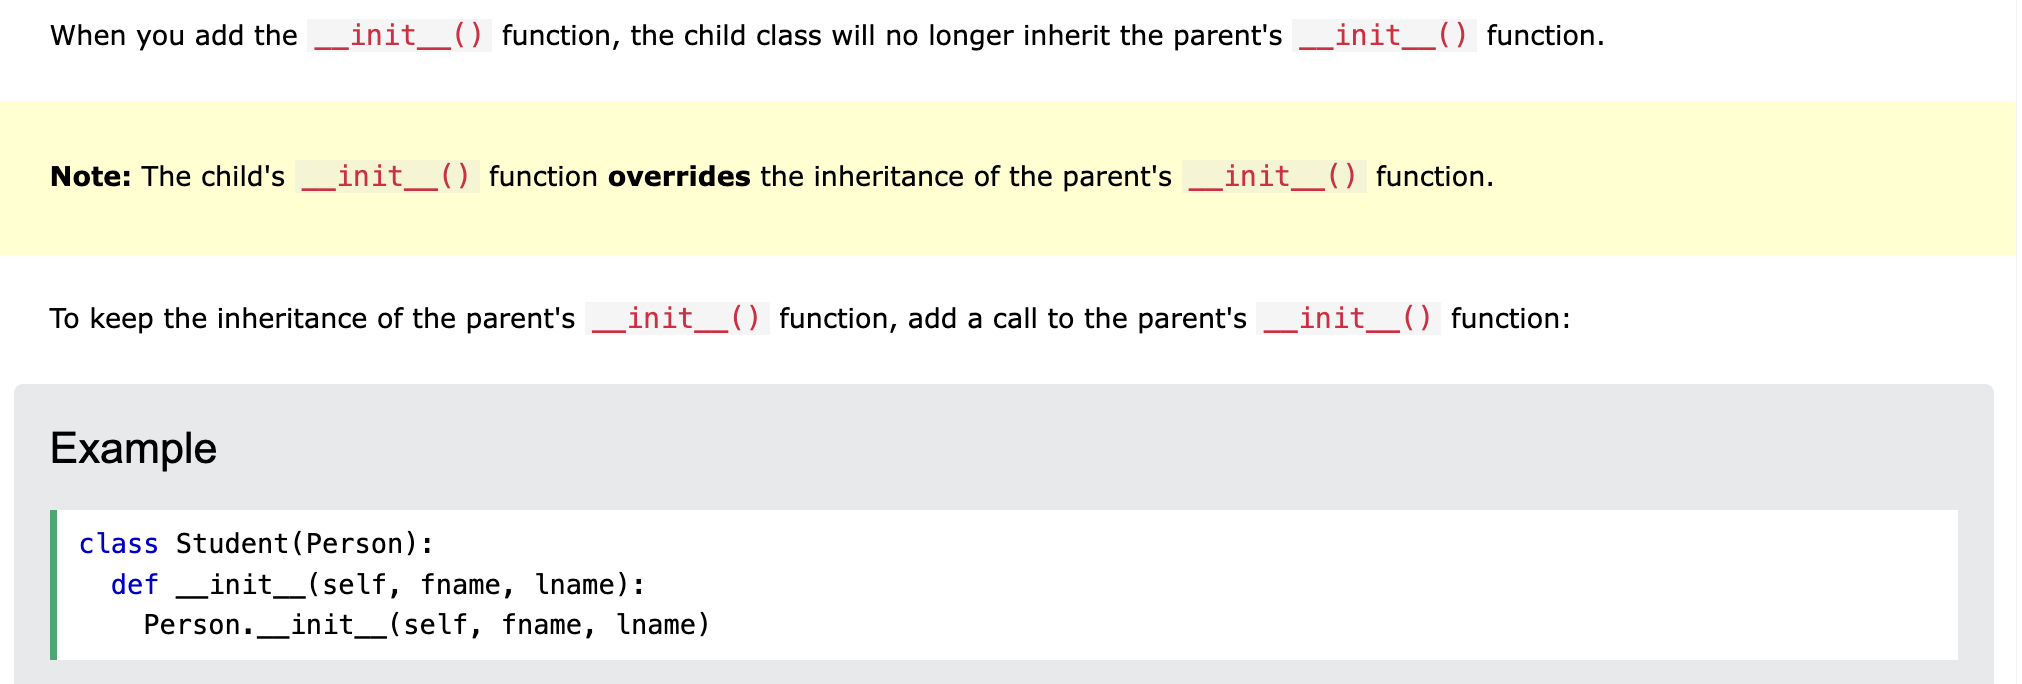 When you add the __init__() function, the child class will no longer inherit the parent's __init__() function.
Note: The child's __init__() function overrides the inheritance of the parent's __init__() function.
To keep the inheritance of the parent's __init__() function, add a call to the parent's __init__() function:
Example
class Student(Person):
  def __init__(self, fname, lname):
    Person.__init__(self, fname, lname)